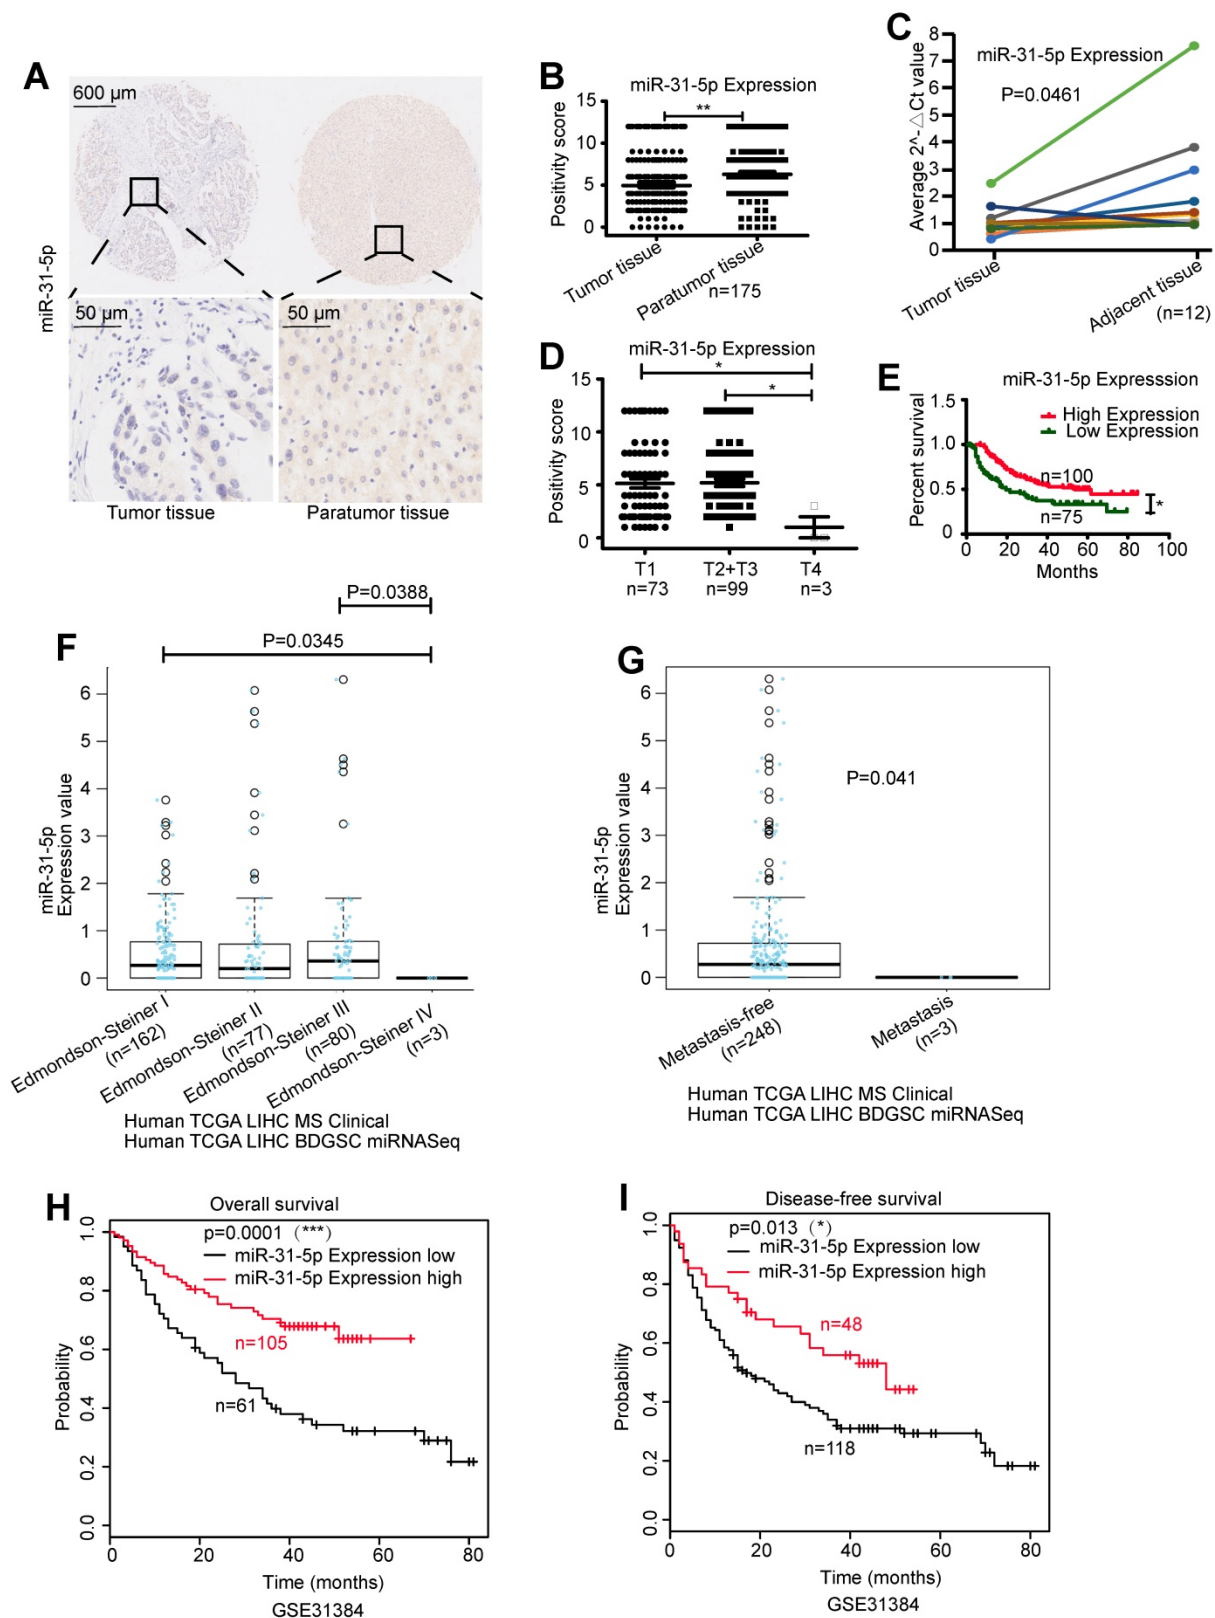 A
600 μm
miR-31-5p
50 μm
50 μm
Tumor tissue
Paratumor tissue
B
miR-31-5p Expression
Positivity score
15
10
5
0
**
Tumor tissue
Paratumor tissue
n=175
C
miR-31-5p Expression
P=0.0461
Average 2^-△Ct value
8
7
6
5
4
3
2
1
0
Tumor tissue
Adjacent tissue
(n=12)
D
miR-31-5p Expression
Positivity score
15
10
5
0
*
*
T1
n=73
T2+T3
n=99
T4
n=3
E
miR-31-5p Expresssion
High Expression
Low Expression
Percent survival
1.5
1.0
0.5
0.0
n=100
n=75
*
0 20 40 60 80 100
Months
F
P=0.0388
P=0.0345
miR-31-5p
Expression value
6
5
4
3
2
1
0
Edmondson-Steiner I
(n=162)
Edmondson-Steiner II
(n=77)
Edmondson-Steiner III
(n=80)
Edmondson-Steiner IV
(n=3)
Human TCGA LIHC MS Clinical
Human TCGA LIHC BDGSC miRNASeq
G
P=0.041
miR-31-5p
Expression value
6
5
4
3
2
1
0
Metastasis-free
(n=248)
Metastasis
(n=3)
Human TCGA LIHC MS Clinical
Human TCGA LIHC BDGSC miRNASeq
H
Overall survival
p=0.0001 (***)
miR-31-5p Expression low
miR-31-5p Expression high
n=105
n=61
Probability
1.0
0.8
0.6
0.4
0.2
0.0
0 20 40 60 80
Time (months)
GSE31384
I
Disease-free survival
p=0.013 (*)
miR-31-5p Expression low
miR-31-5p Expression high
n=48
n=118
Probability
1.0
0.8
0.6
0.4
0.2
0.0
0 20 40 60 80
Time (months)
GSE31384